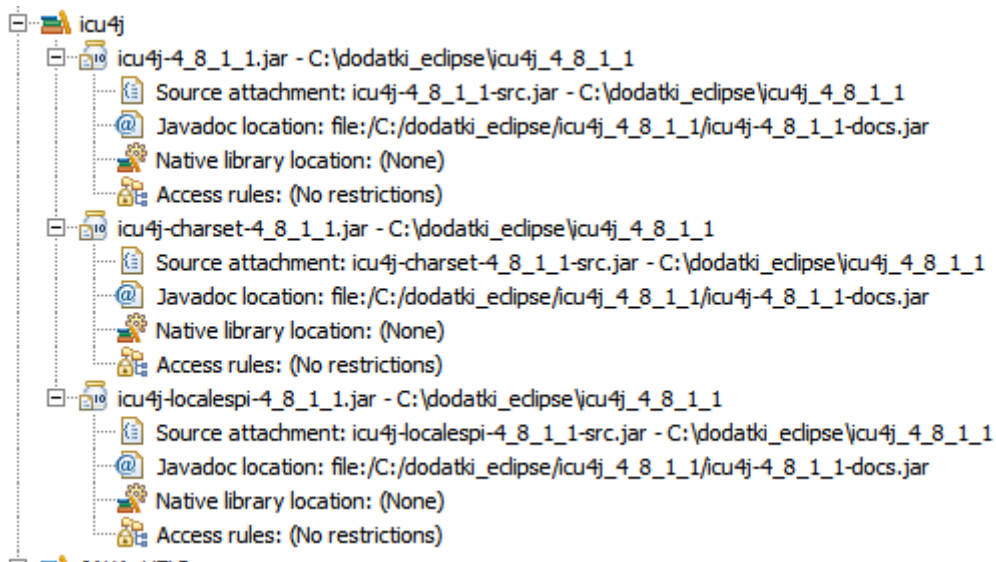 icu4j
icu4j-4_8_1_1.jar - C:\dodatki_eclipse\icu4j_4_8_1_1
Source attachment: icu4j-4_8_1_1-src.jar - C:\dodatki_eclipse\icu4j_4_8_1_1
Javadoc location: file:/C:/dodatki_eclipse/icu4j_4_8_1_1/icu4j-4_8_1_1-docs.jar
Native library location: (None)
Access rules: (No restrictions)
icu4j-charset-4_8_1_1.jar - C:\dodatki_eclipse\icu4j_4_8_1_1
Source attachment: icu4j-charset-4_8_1_1-src.jar - C:\dodatki_eclipse\icu4j_4_8_1_1
Javadoc location: file:/C:/dodatki_eclipse/icu4j_4_8_1_1/icu4j-4_8_1_1-docs.jar
Native library location: (None)
Access rules: (No restrictions)
icu4j-localespi-4_8_1_1.jar - C:\dodatki_eclipse\icu4j_4_8_1_1
Source attachment: icu4j-localespi-4_8_1_1-src.jar - C:\dodatki_eclipse\icu4j_4_8_1_1
Javadoc location: file:/C:/dodatki_eclipse/icu4j_4_8_1_1/icu4j-4_8_1_1-docs.jar
Native library location: (None)
Access rules: (No restrictions)